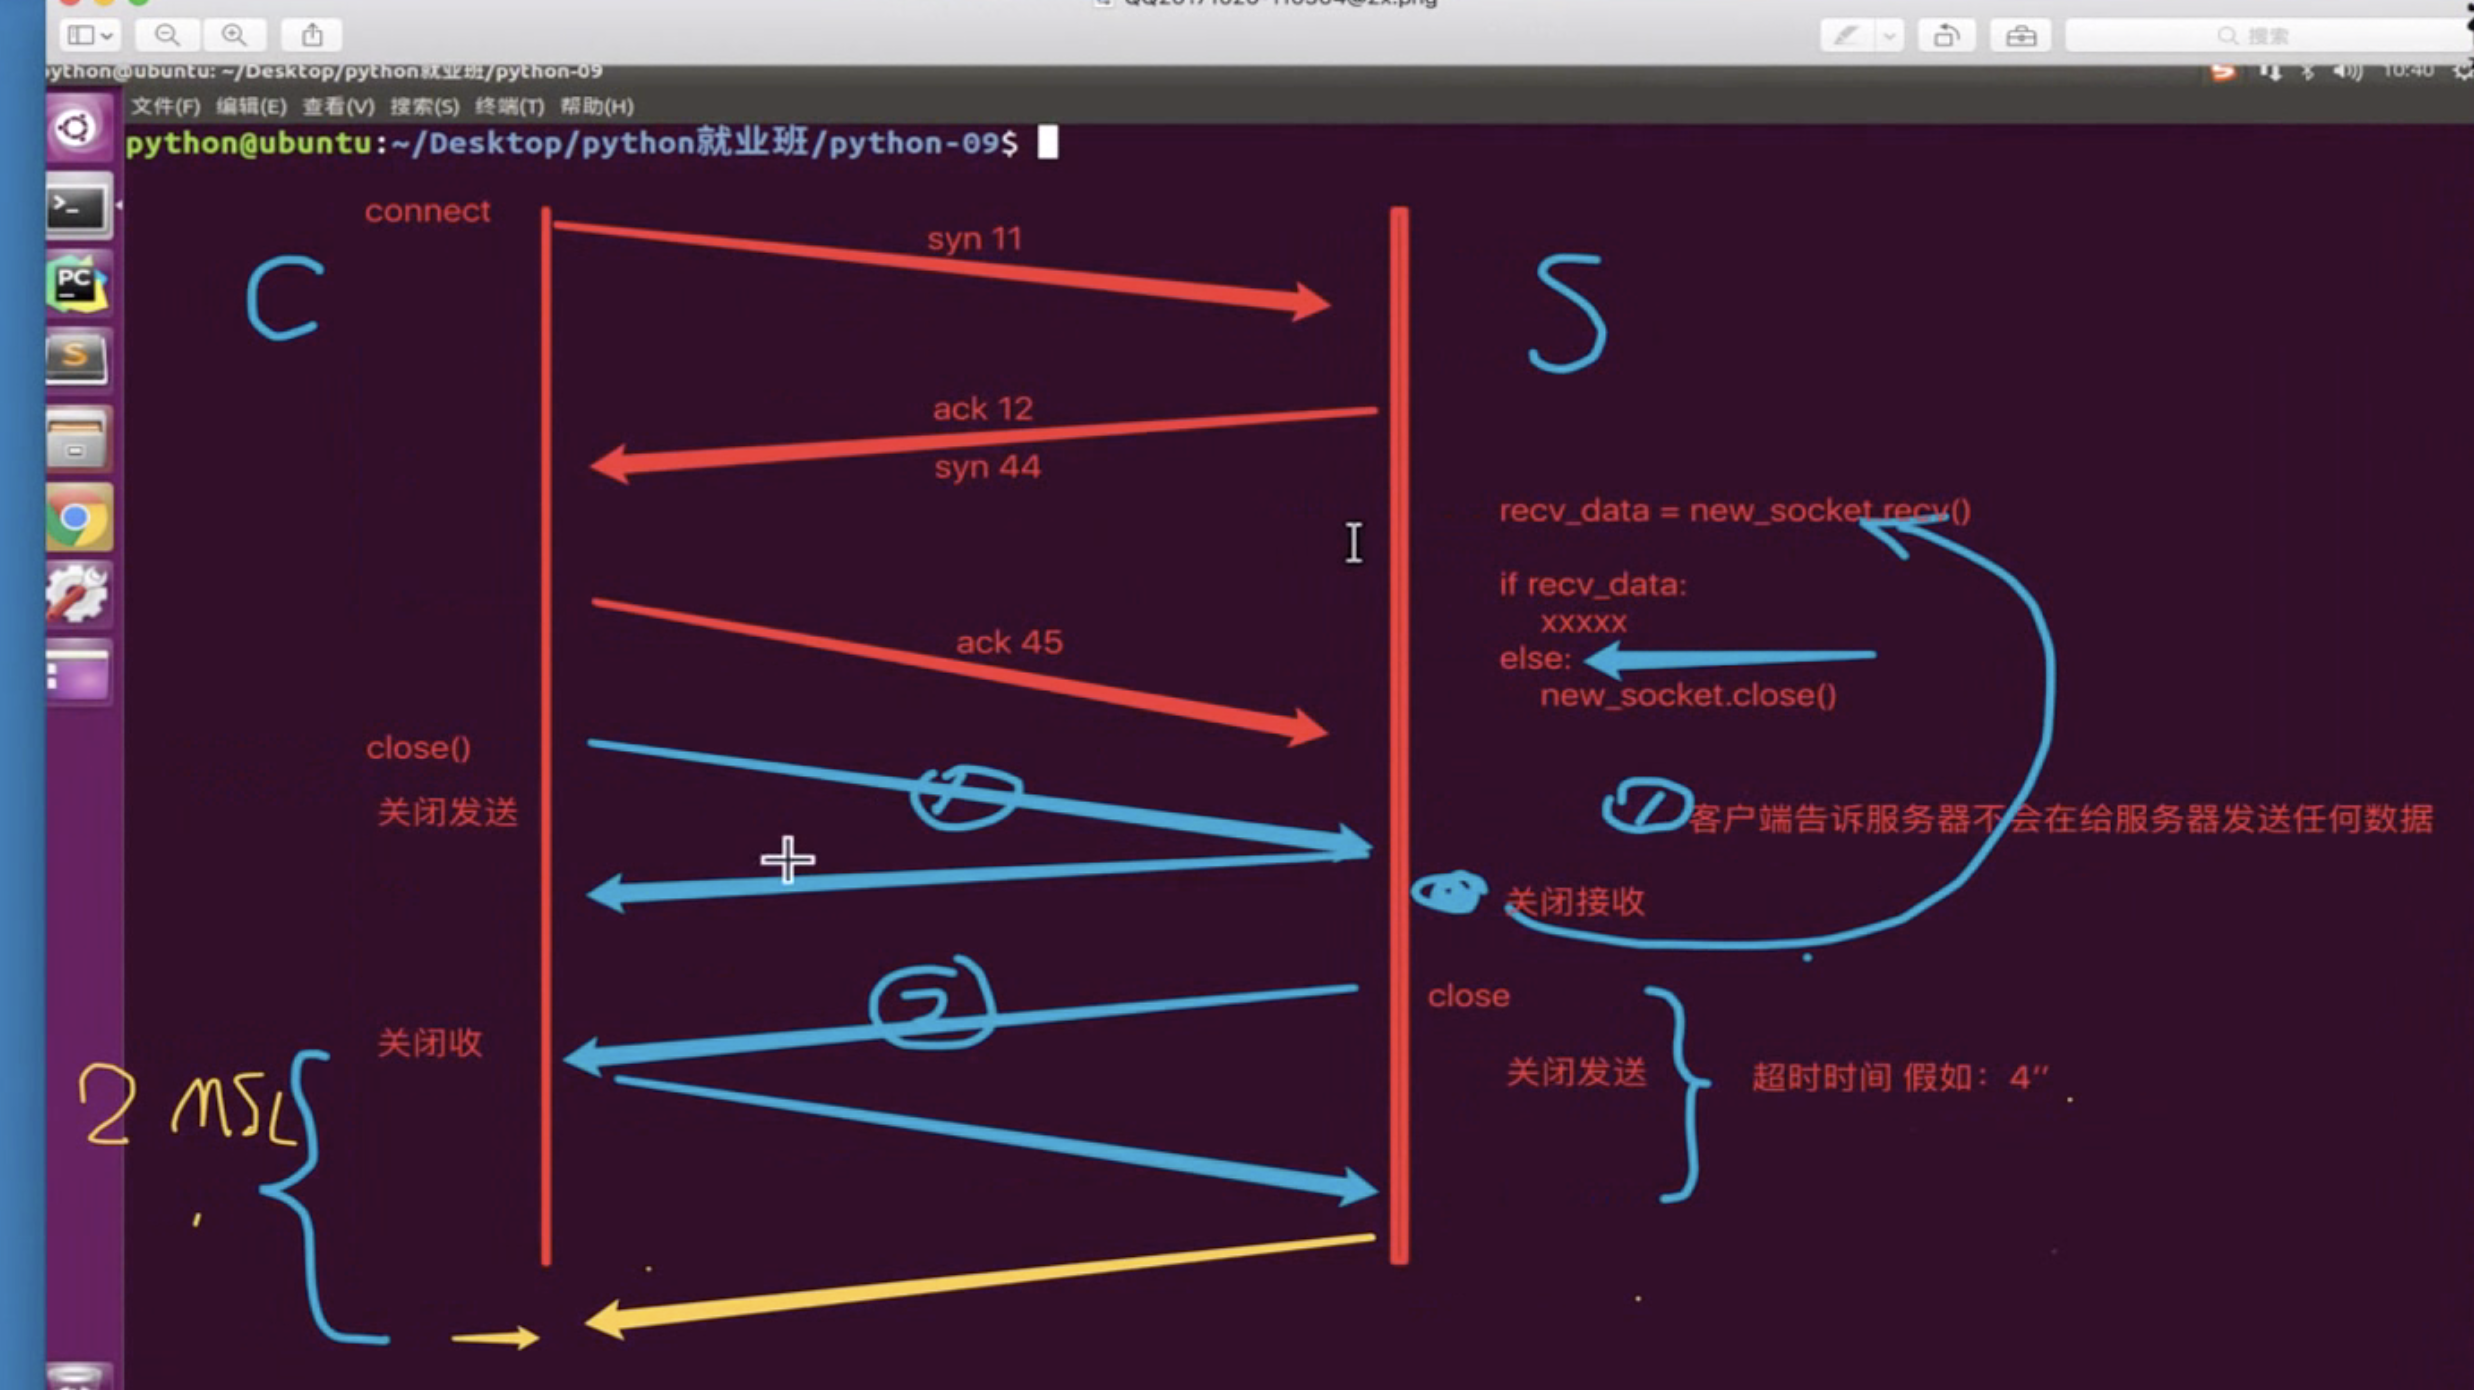 搜索
python@ubuntu: ~/Desktop/python就业班/python-09
10:40
文件(F) 编辑(E) 查看(V) 搜索(S) 终端(T) 帮助(H)
python@ubuntu:~/Desktop/python就业班/python-09$
connect
syn 11
C
S
ack 12
syn 44
recv_data = new_socket.recv()
if recv_data:
xxxxx
ack 45
else:
new_socket.close()
close()
1
关闭发送
1 客户端告诉服务器不会在给服务器发送任何数据
关闭接收
2
close
关闭收
关闭发送
超时时间 假如：4“
2 MSL
PC
S